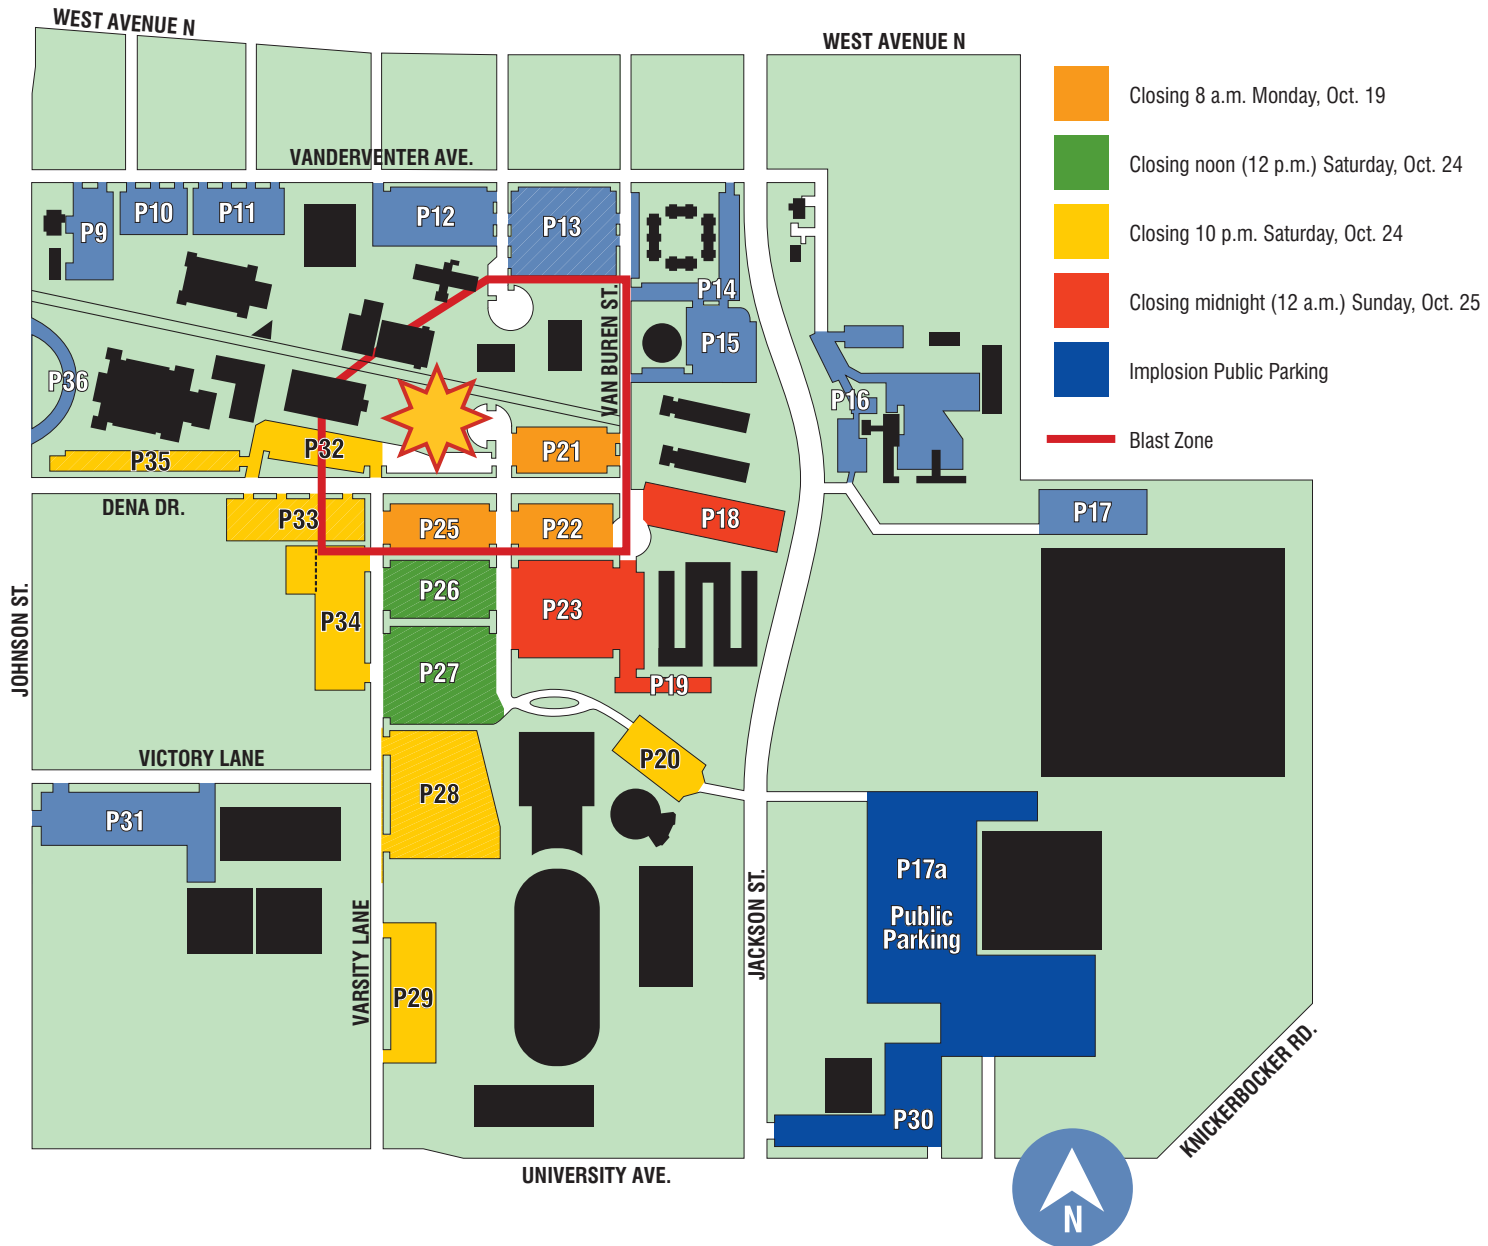 WEST AVENUE N
WEST AVENUE N
Closing 8 a.m. Monday, Oct. 19
Closing noon (12 p.m.) Saturday, Oct. 24
Closing 10 p.m. Saturday, Oct. 24
Closing midnight (12 a.m.) Sunday, Oct. 25
Implosion Public Parking
Blast Zone
VANDERVENTER AVE.
P9
P10
P11
P12
P13
P14
P15
VAN BUREN ST.
P36
P16
P32
P35
P21
DENA DR.
P33
P25
P22
P18
P17
P26
P23
P34
JOHNSON ST.
P27
P19
VICTORY LANE
P20
P28
P31
P17a
Public
Parking
JACKSON ST.
VARSITY LANE
P29
P30
KNICKERBOCKER RD.
UNIVERSITY AVE.
N